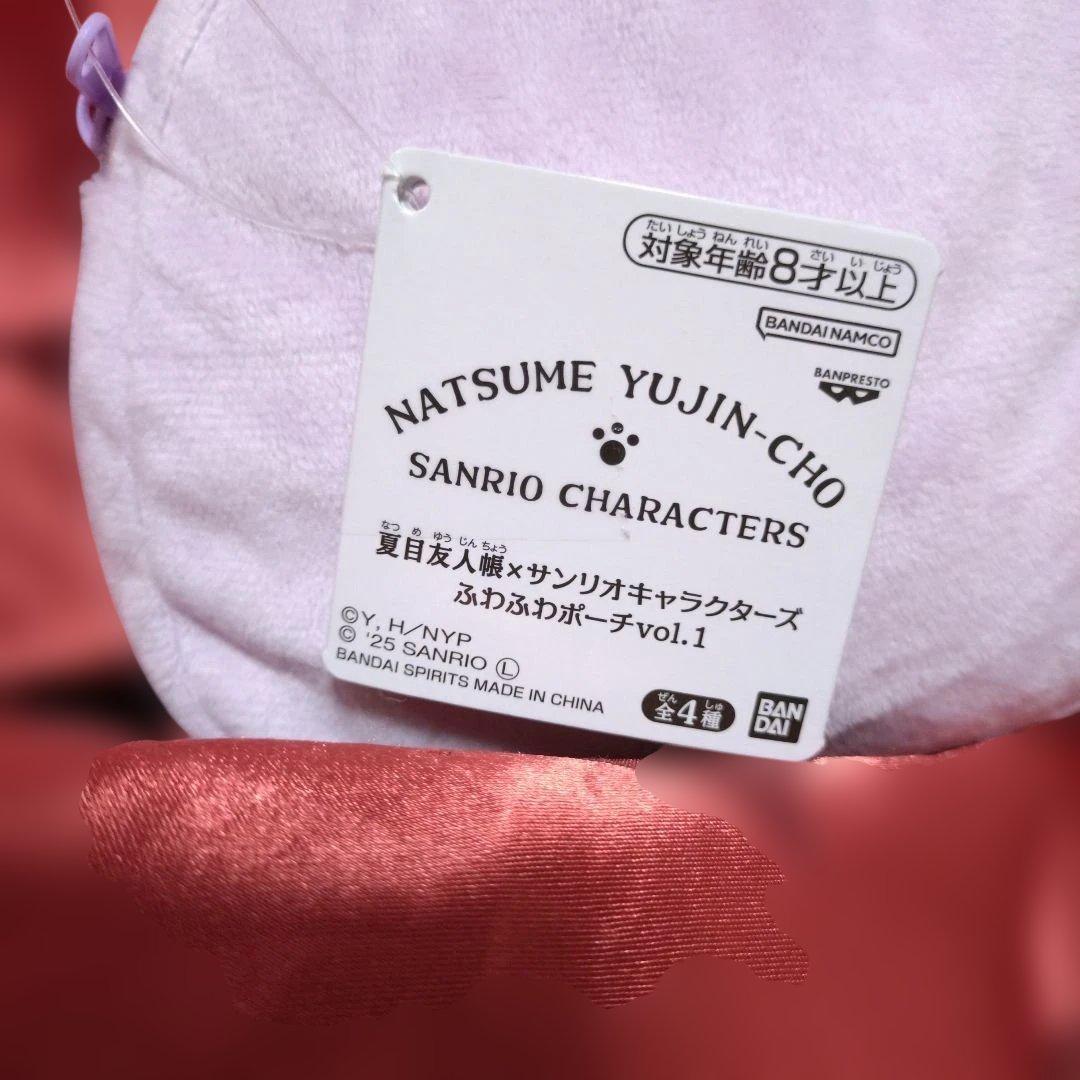 たいしょうねんれい さい いじょう
対象年齢8才以上
BANDAI NAMCO
BANPRESTO
NATSUME YUJIN-CHO
SANRIO CHARACTERS
なつ め ゆう じん ちょう
夏目友人帳×サンリオキャラクターズ
ふわふわポーチvol.1
©Y, H/NYP
© '25 SANRIO Ⓛ
BANDAI SPIRITS MADE IN CHINA
ぜん しゅ
全4種
BANDAI